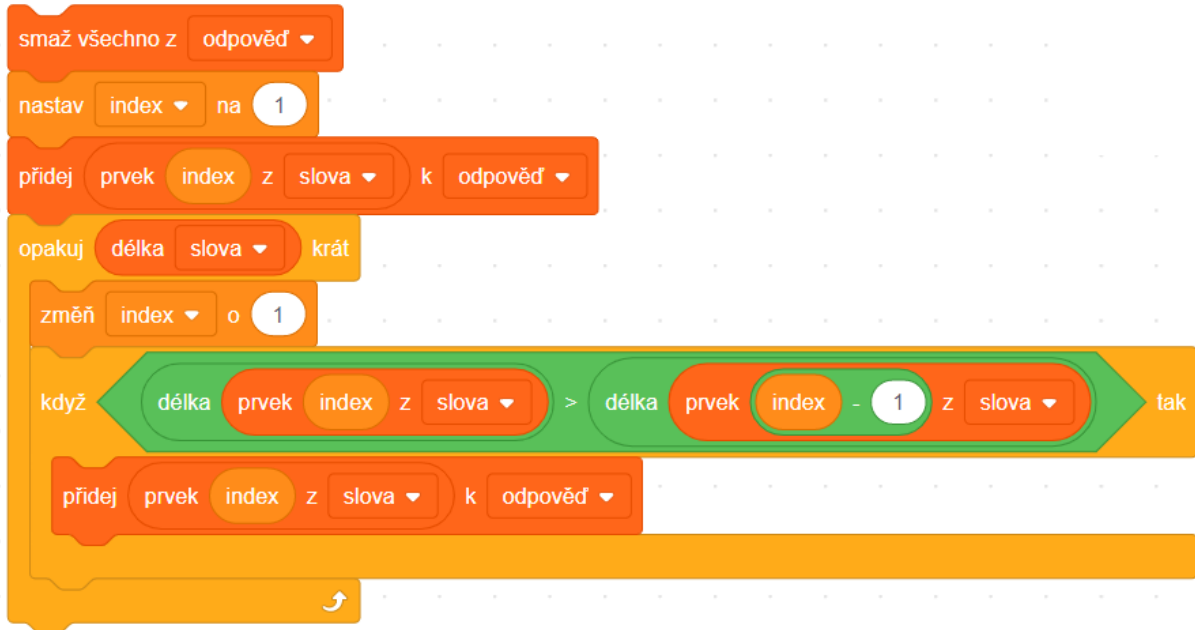 smaž všechno z odpověď
nastav index na 1
přidej prvek index z slova k odpověď
opakuj délka slova krát
změň index o 1
když délka prvek index z slova > délka prvek index - 1 z slova tak
přidej prvek index z slova k odpověď